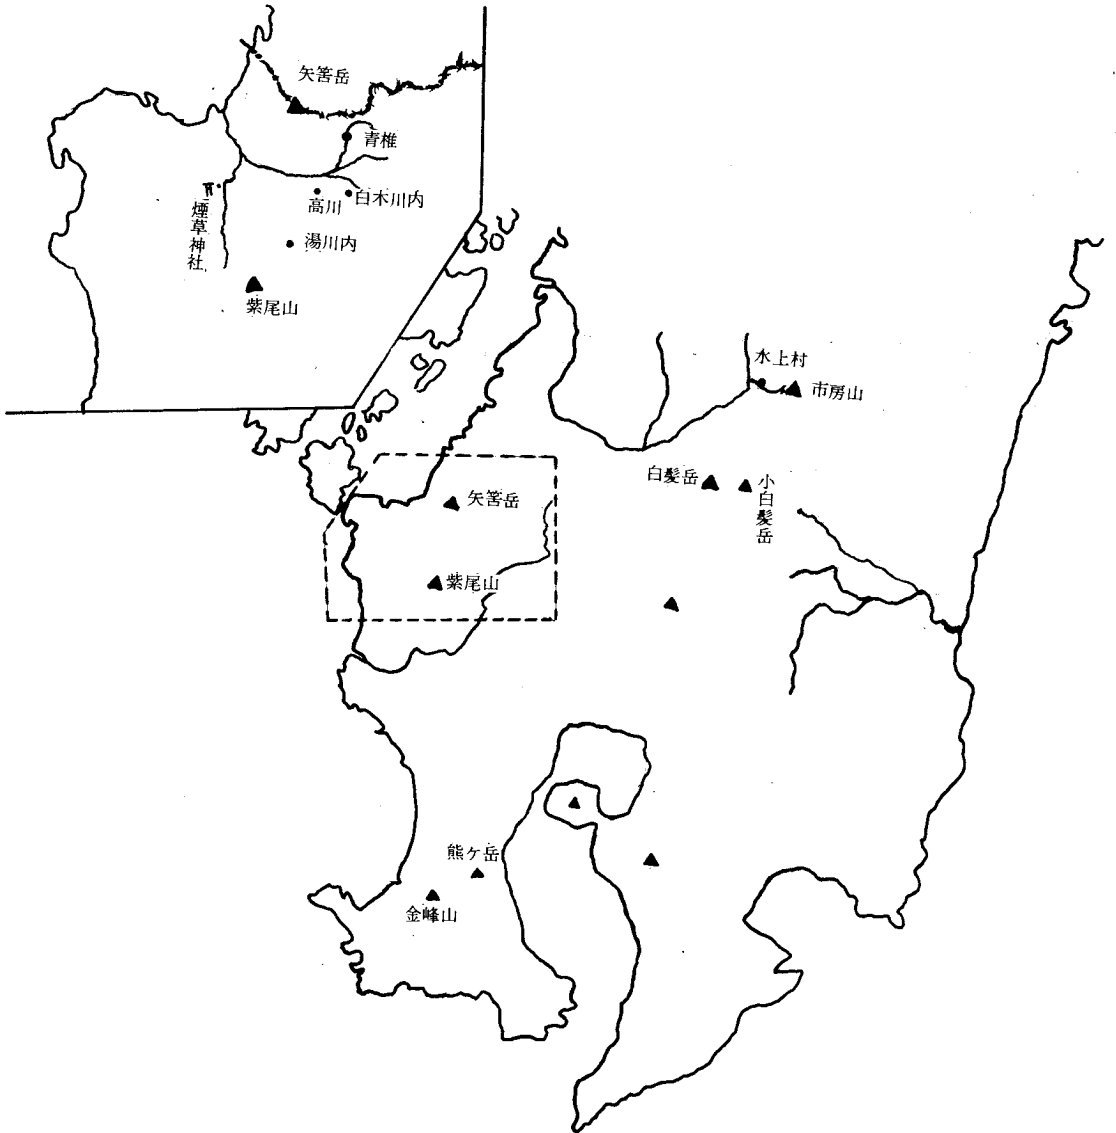 矢筈岳
青椎
高川
白木川内
煙草神社
湯川内
紫尾山
水上村
市房山
白髪岳
小白髪岳
矢筈岳
紫尾山
熊ケ岳
金峰山